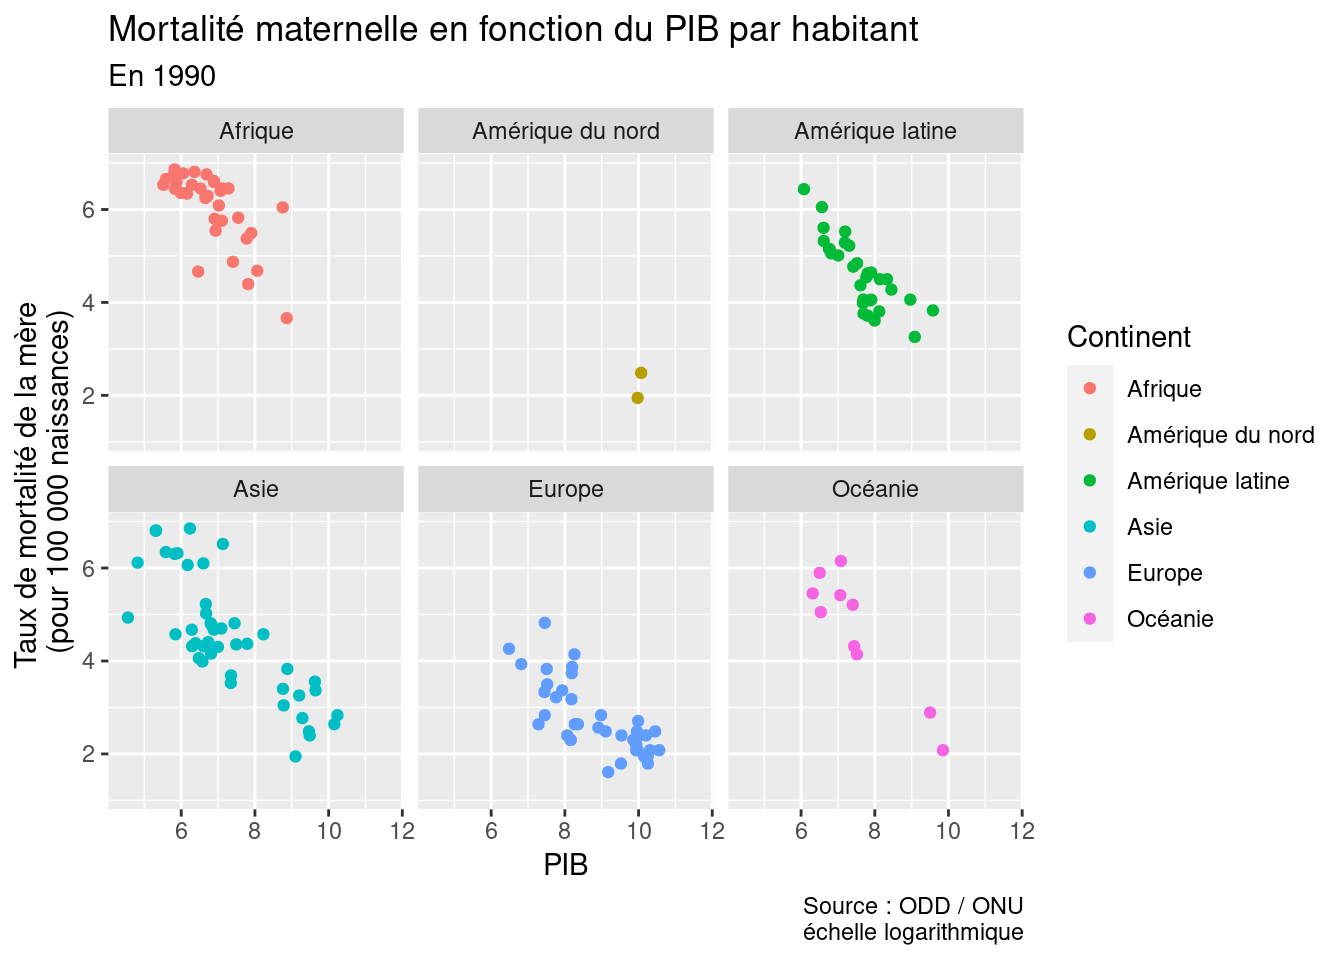 Mortalité maternelle en fonction du PIB par habitant
En 1990
Afrique
Amérique du nord
Amérique latine
6
4
2
Asie
Europe
Océanie
6
4
2
6
8
10
12
6
8
10
12
6
8
10
12
Taux de mortalité de la mère
(pour 100 000 naissances)
PIB
Continent
Afrique
Amérique du nord
Amérique latine
Asie
Europe
Océanie
Source : ODD / ONU
échelle logarithmique